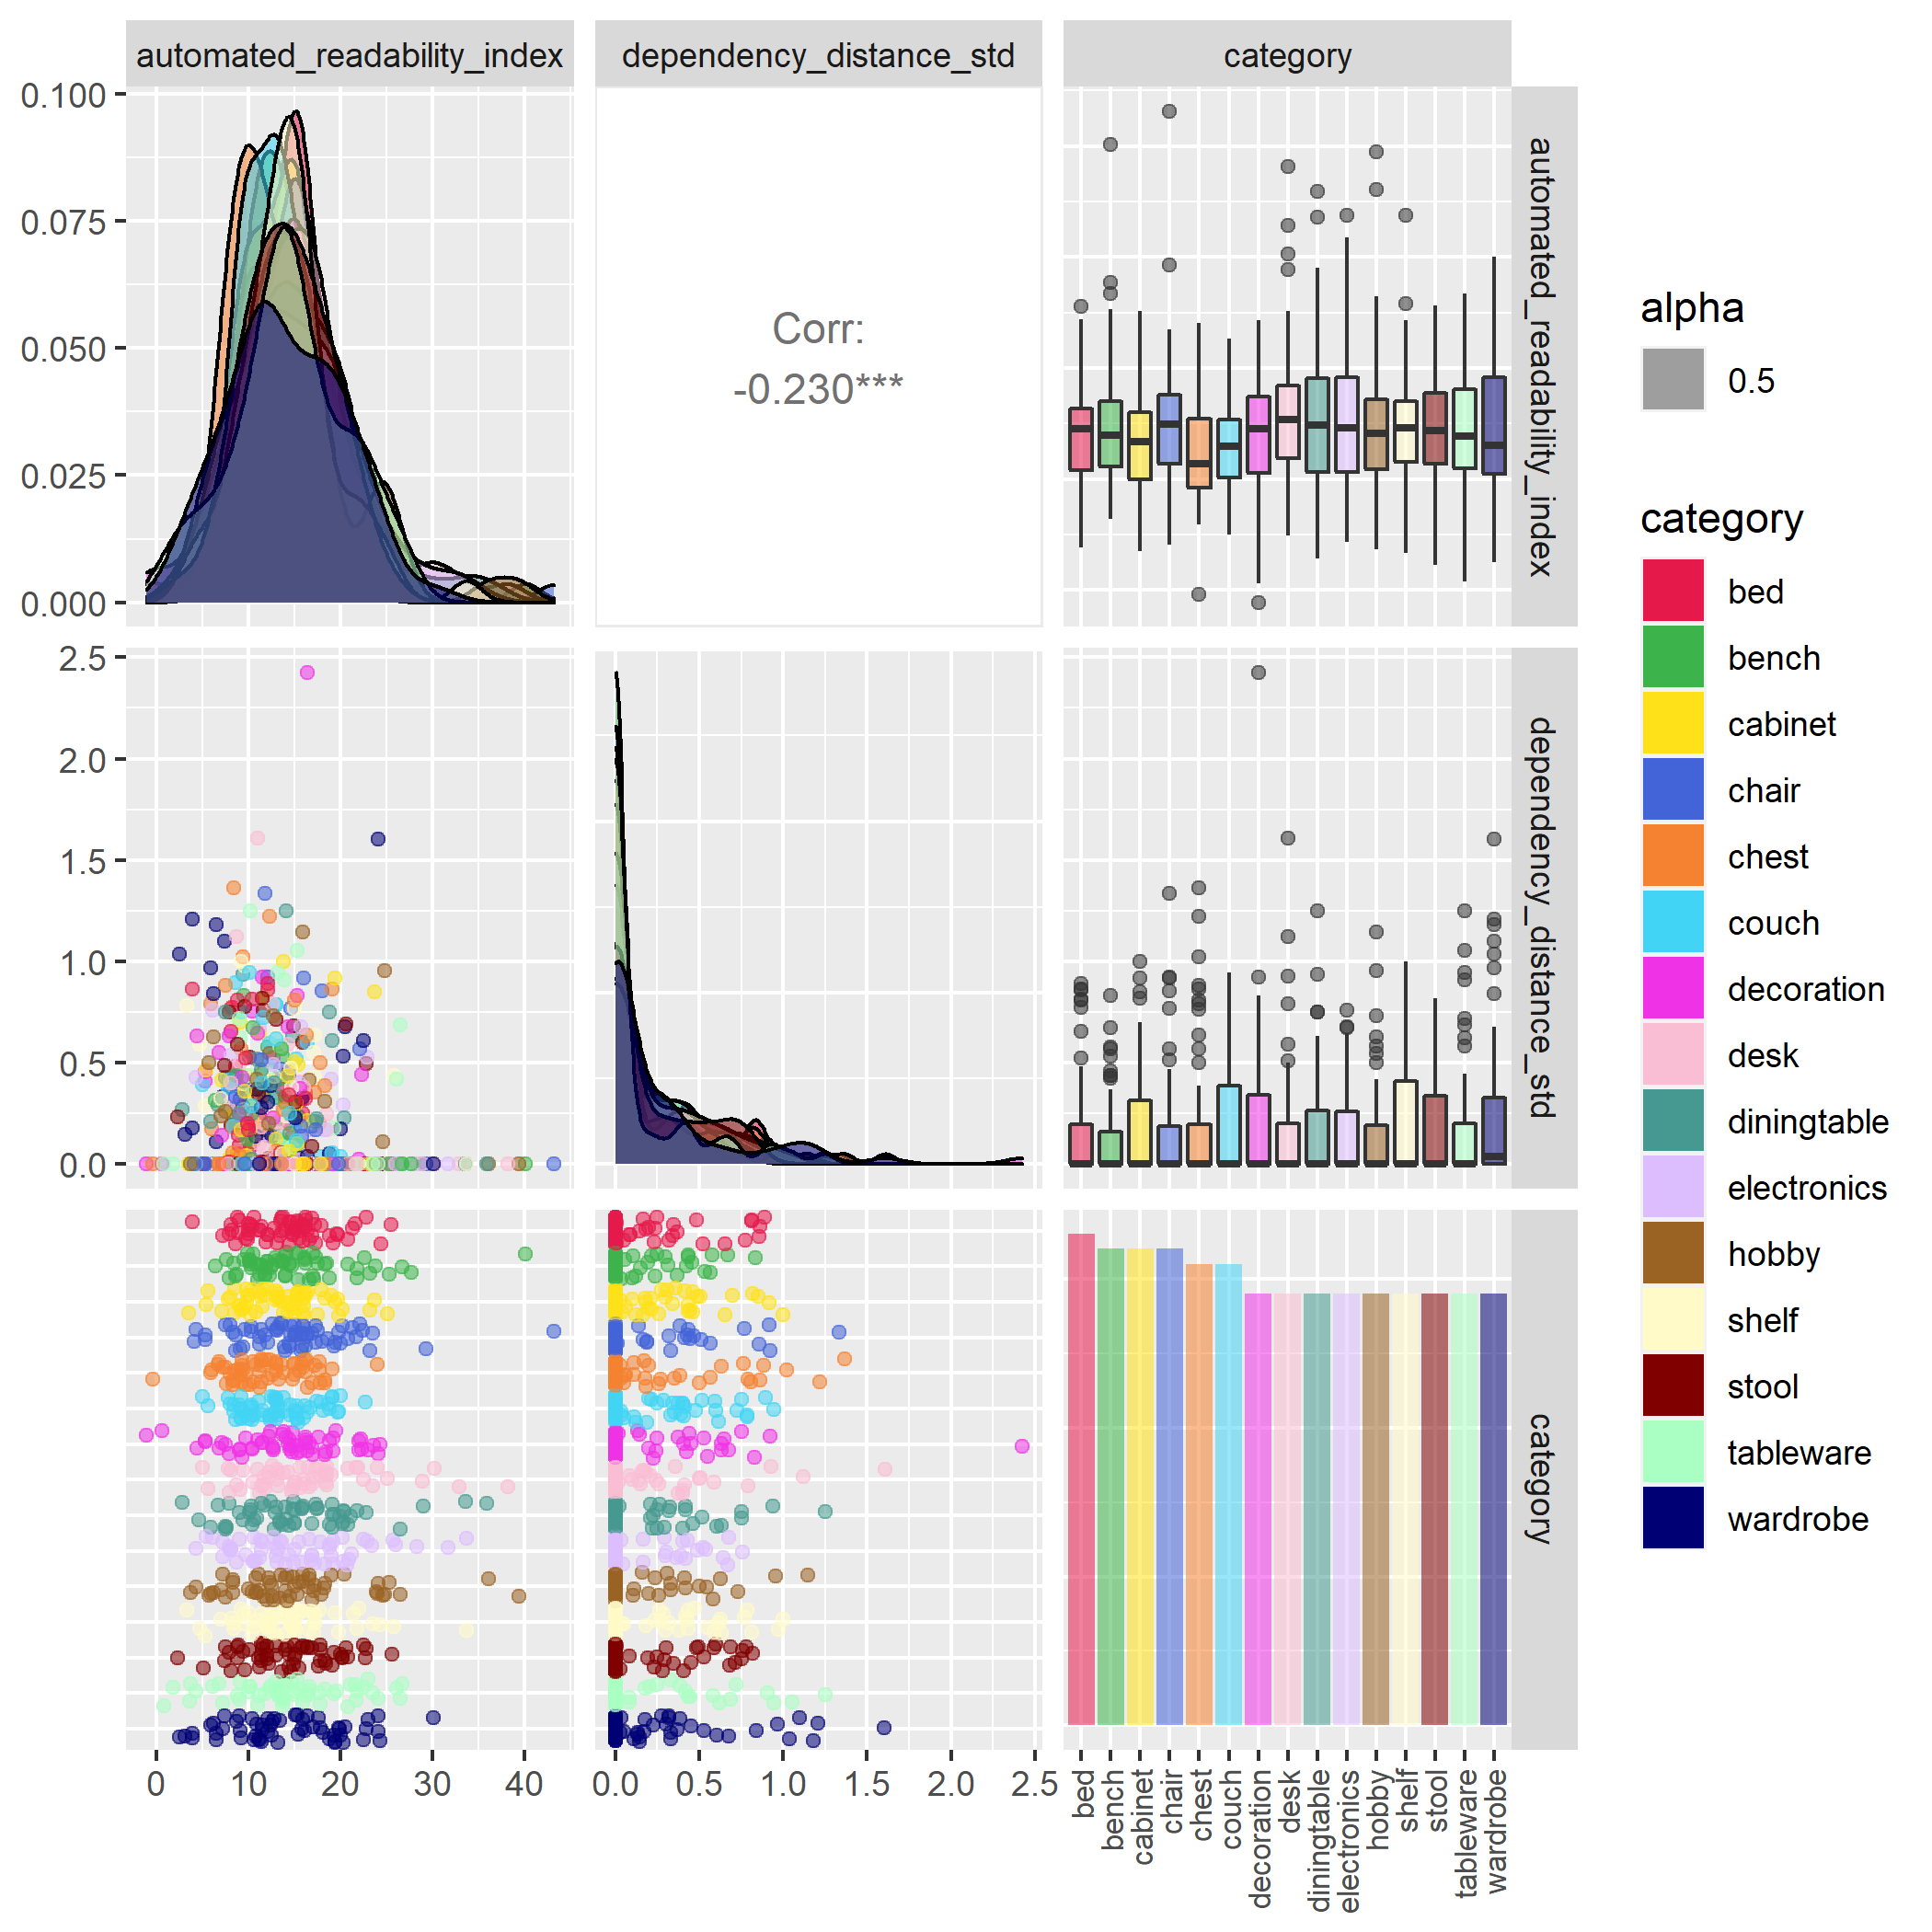 automated_readability_index
dependency_distance_std
category
0.100
0.075
0.050
0.025
0.000
Corr:
-0.230***
automated_readability_index
2.5
2.0
1.5
1.0
0.5
0.0
dependency_distance_std
category
0
10
20
30
40
0.0
0.5
1.0
1.5
2.0
2.5
bed
bench
cabinet
chair
chest
couch
decoration
desk
diningtable
electronics
hobby
shelf
stool
tableware
wardrobe
alpha
0.5
category
bed
bench
cabinet
chair
chest
couch
decoration
desk
diningtable
electronics
hobby
shelf
stool
tableware
wardrobe